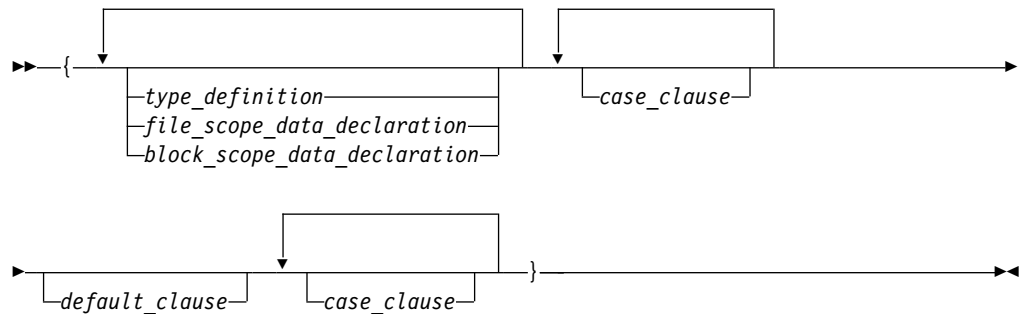 { case_clause
type_definition
file_scope_data_declaration
block_scope_data_declaration
default_clause case_clause }